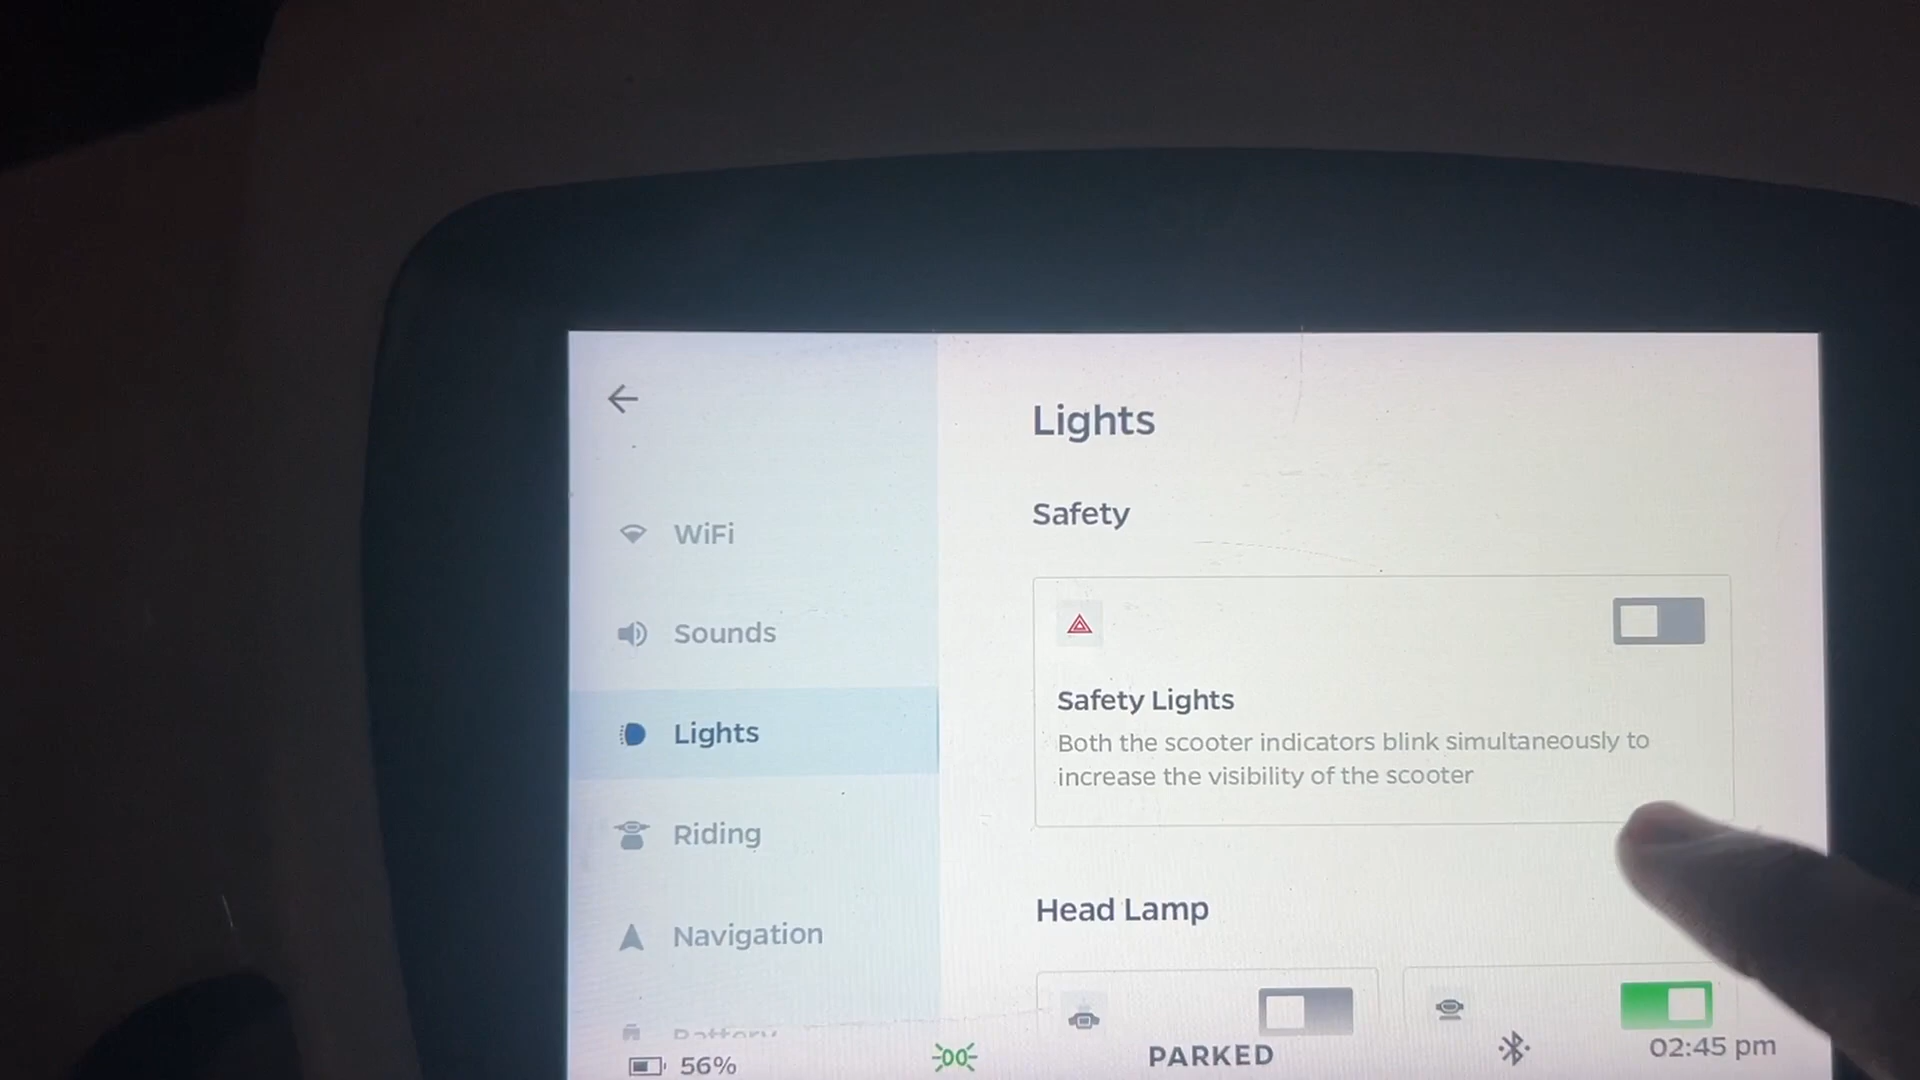 Lights
WiFi
Sounds
Lights
Riding
Navigation
Battery
Safety
Safety Lights
Both the scooter indicators blink simultaneously to
increase the visibility of the scooter
Head Lamp
56%
PARKED
02:45 pm